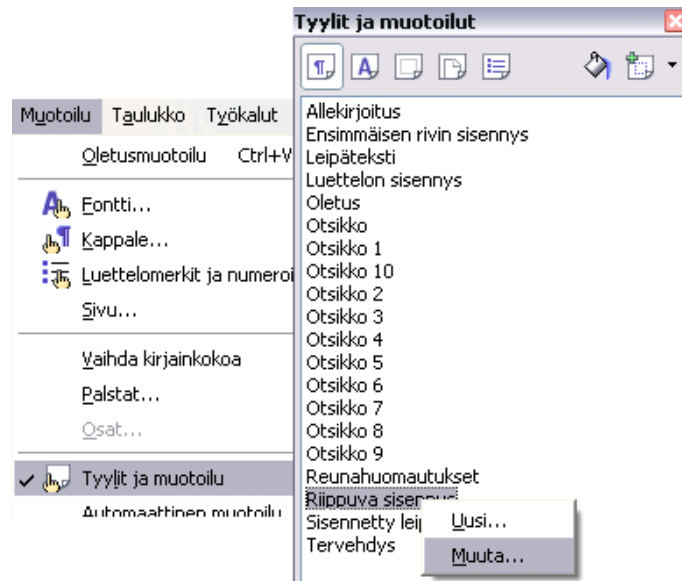 Tyylit ja muotoilut
Muotoilu Taulukko Työkalut
Oletusmuotoilu Ctrl+V
Fontti...
Kappale...
Luettelomerkit ja numeroi
Sivu...
Vaihda kirjainkokoa
Palstat...
Osat...
Tyylit ja muotoilu
Automaattinen muotoilu
Allekirjoitus
Ensimmäisen rivin sisennys
Leipäteksti
Luettelon sisennys
Oletus
Otsikko
Otsikko 1
Otsikko 10
Otsikko 2
Otsikko 3
Otsikko 4
Otsikko 5
Otsikko 6
Otsikko 7
Otsikko 8
Otsikko 9
Reunahuomautukset
Riippuva sisennys
Sisennetty leip
Tervehdys
Uusi...
Muuta...